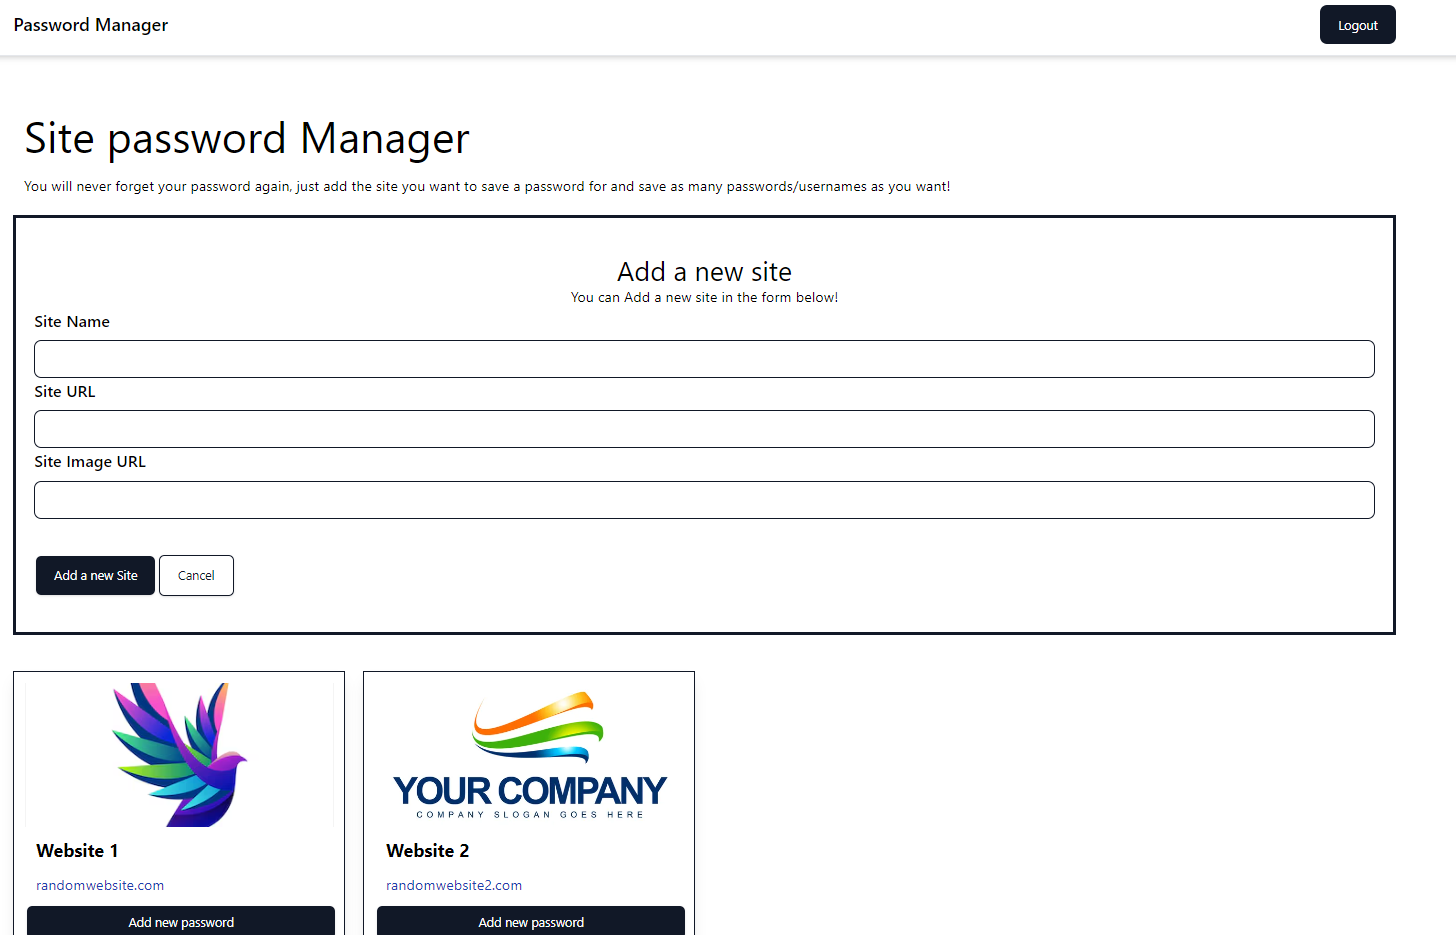 Password Manager
Logout
Site password Manager
You will never forget your password again, just add the site you want to save a password for and save as many passwords/usernames as you want!
Add a new site
You can Add a new site in the form below!
Site Name
Site URL
Site Image URL
Add a new Site
Cancel
YOUR COMPANY
COMPANY SLOGAN GOES HERE
Website 1
Website 2
randomwebsite.com
randomwebsite2.com
Add new password
Add new password